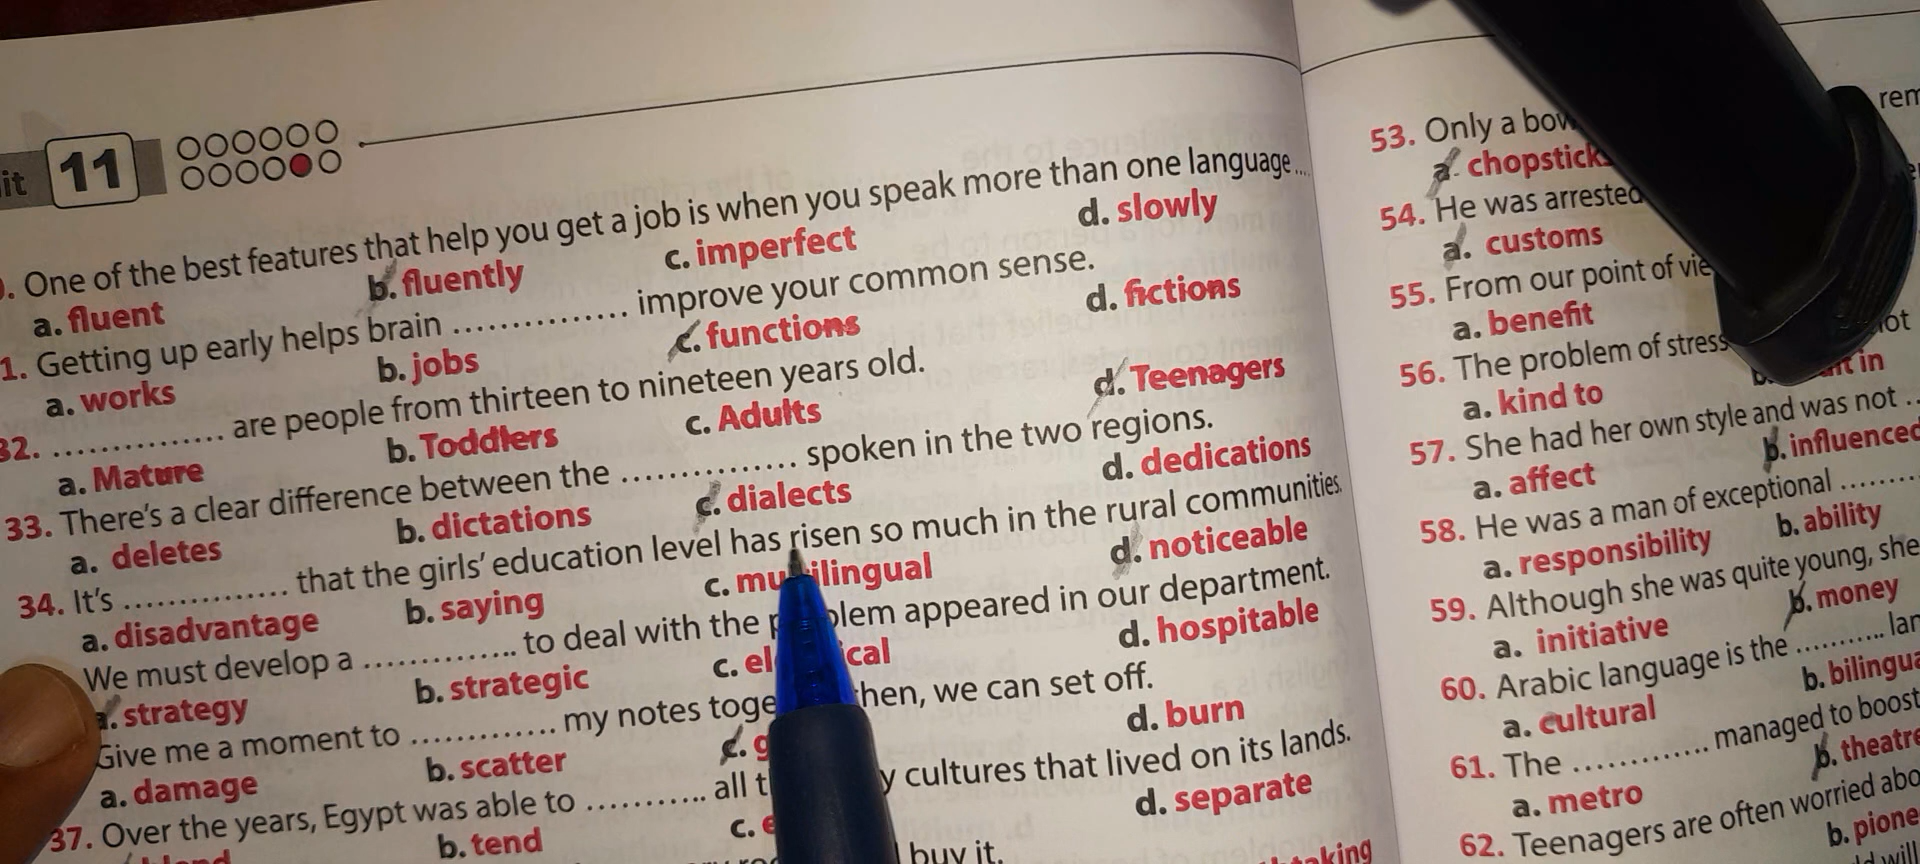 it 11
. One of the best features that help you get a job is when you speak more than one language...
a. fluent b. fluently c. imperfect d. slowly
1. Getting up early helps brain ............... improve your common sense.
a. works b. jobs c. functions d. fictions
32. ............... are people from thirteen to nineteen years old.
a. Mature b. Toddlers c. Adults d. Teenagers
33. There's a clear difference between the ............... spoken in the two regions.
a. deletes b. dictations c. dialects d. dedications
34. It's ............... that the girls' education level has risen so much in the rural communities.
a. disadvantage b. saying c. d. noticeable
We must develop a ............... to deal with the appeared in our department.
a. strategy b. strategic c. d. hospitable
Give me a moment to ............. my notes we can set off.
a. damage b. scatter c. d. burn
37. Over the years, Egypt was able to ........... all cultures that lived on its lands.
b. tend c. d. separate
buy it.
53. Only a
a. chopsticks
54. He was arrested
a. customs
55. From our point of
a. benefit
56. The problem of stress
a. kind to in
57. She had her own style and was not ..
a. affect b. influenced
58. He was a man of exceptional .........
a. responsibility b. ability
59. Although she was quite young, she
a. initiative b. money
60. Arabic language is the ..........
a. cultural
61. The ............... managed to boost
a. metro b. theatre
62. Teenagers are often worried
b.